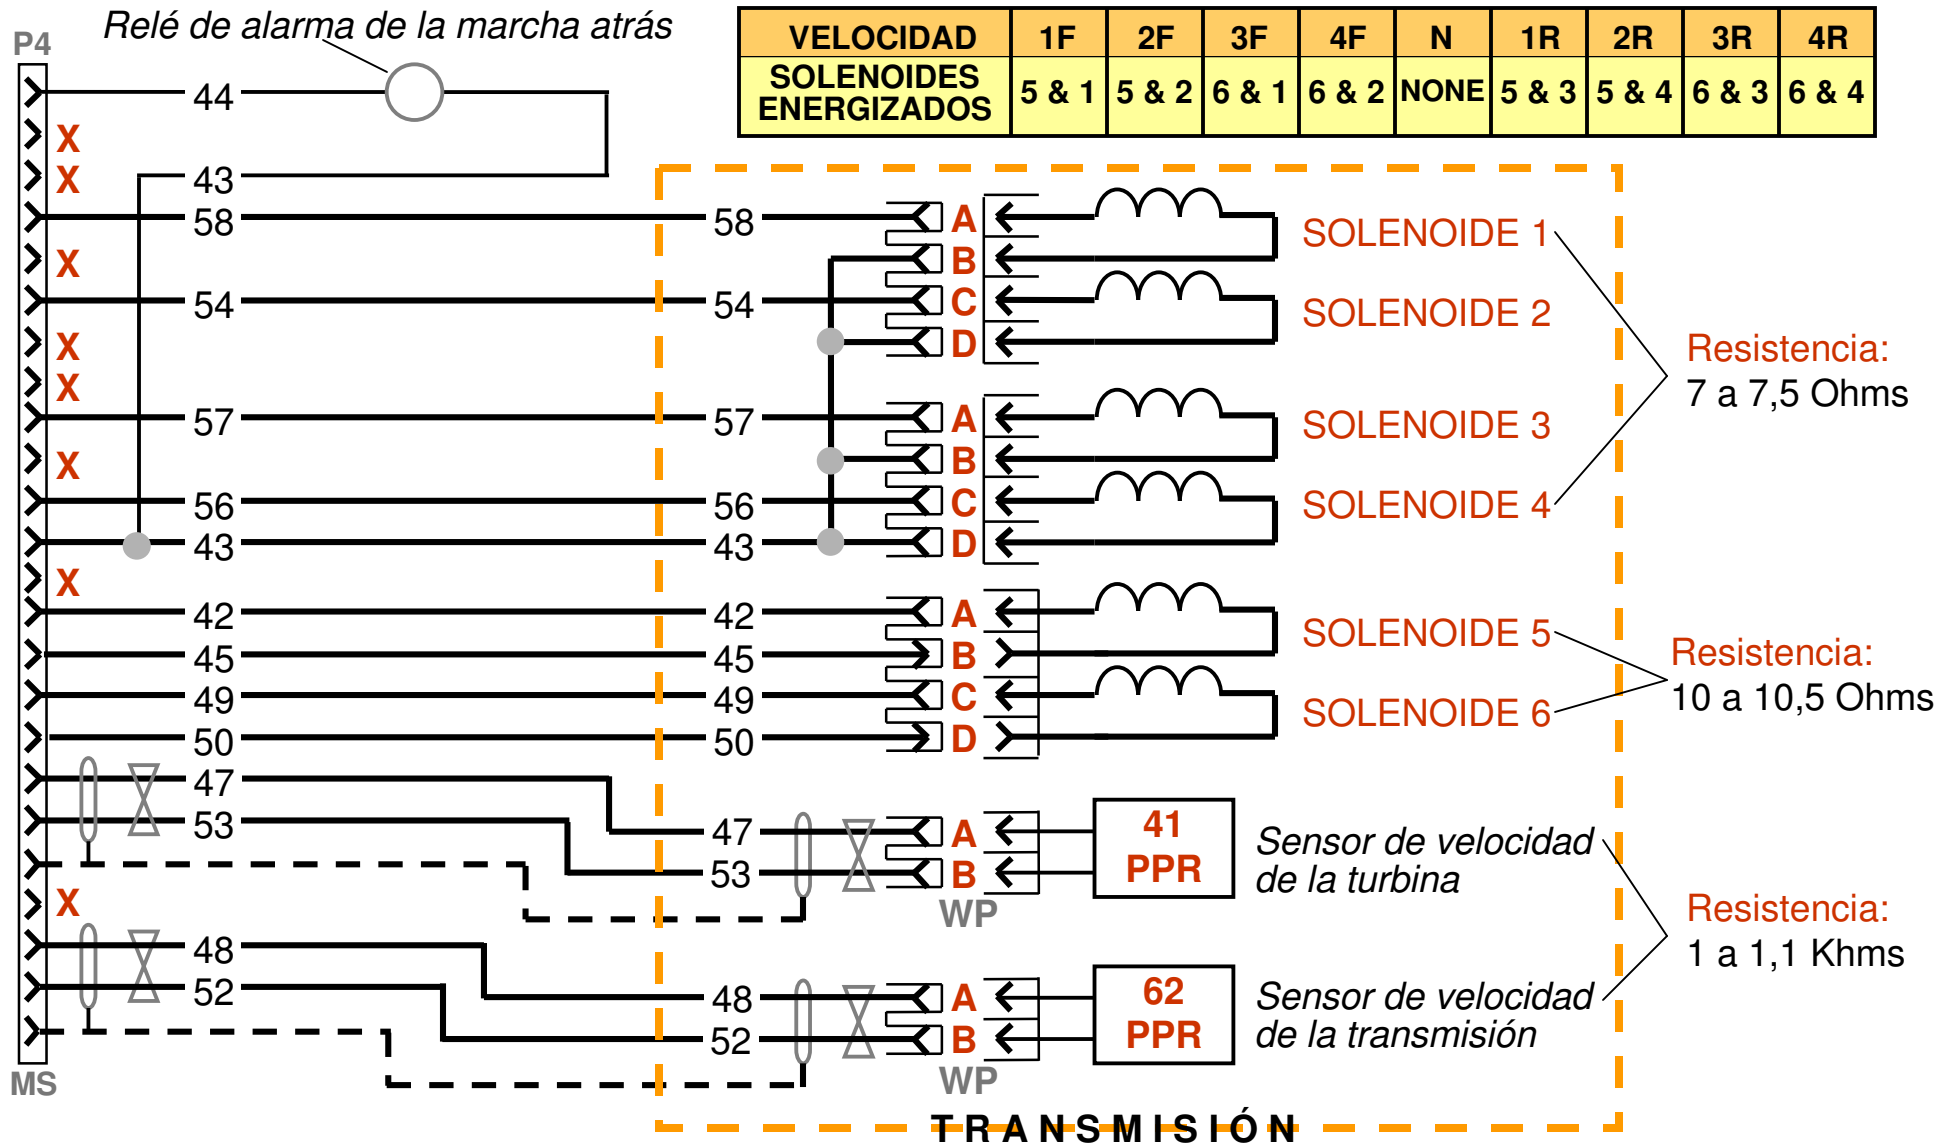 Relé de alarma de la marcha atrás
P4
VELOCIDAD 1F 2F 3F 4F N 1R 2R 3R 4R
SOLENOIDES
ENERGIZADOS 5 & 1 5 & 2 6 & 1 6 & 2 NONE 5 & 3 5 & 4 6 & 3 6 & 4
44
X
X 43
58 58 A SOLENOIDE 1
X B
54 54 C SOLENOIDE 2
X D Resistencia:
X 7 a 7,5 Ohms
57 57 A SOLENOIDE 3
X B
56 56 C SOLENOIDE 4
43 43 D
X
42 42 A SOLENOIDE 5
45 45 B Resistencia:
49 49 C 10 a 10,5 Ohms
50 50 D SOLENOIDE 6
47
53 47 A 41 Sensor de velocidad
53 B PPR de la turbina
X WP Resistencia:
48 1 a 1,1 Khms
52 48 A 62 Sensor de velocidad
52 B PPR de la transmisión
MS WP
TRANSMISIÓN